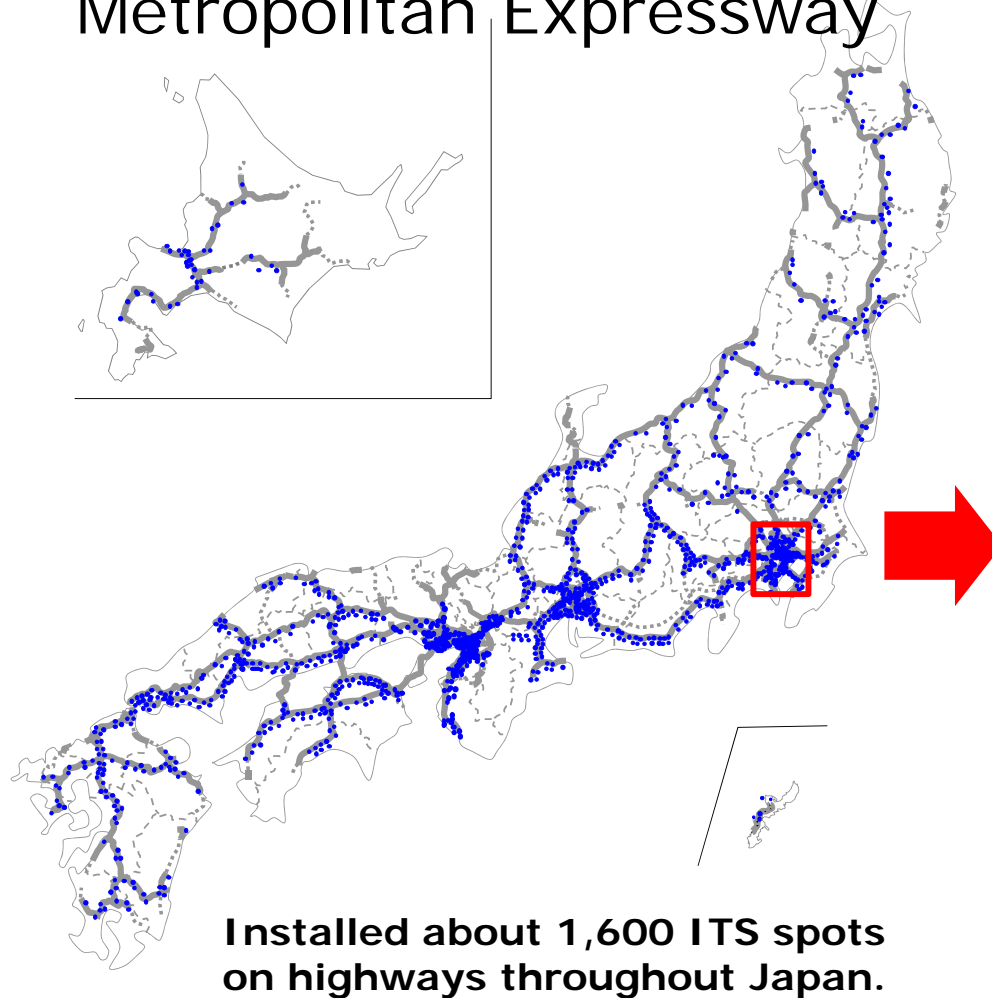 Metropolitan Expressway
Installed about 1,600 ITS spots
on highways throughout Japan.